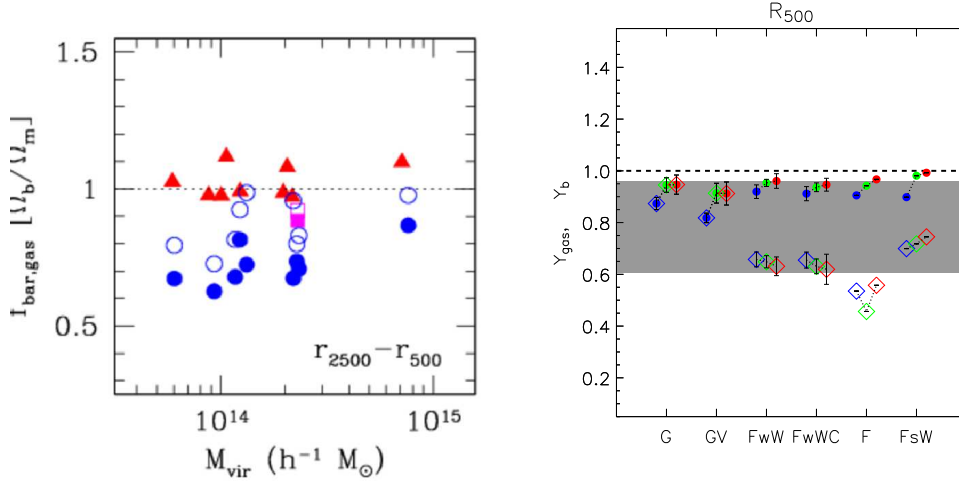 1.5
1
0.5
f_bar,gas [Ω_b/Ω_m]
r_2500−r_500
10^14
10^15
M_vir (h^−1 M_⊙)
R_500
1.4
1.2
1.0
0.8
0.6
0.4
0.2
Y_gas, Y_b
G
GV
FwW
FwWC
F
FsW